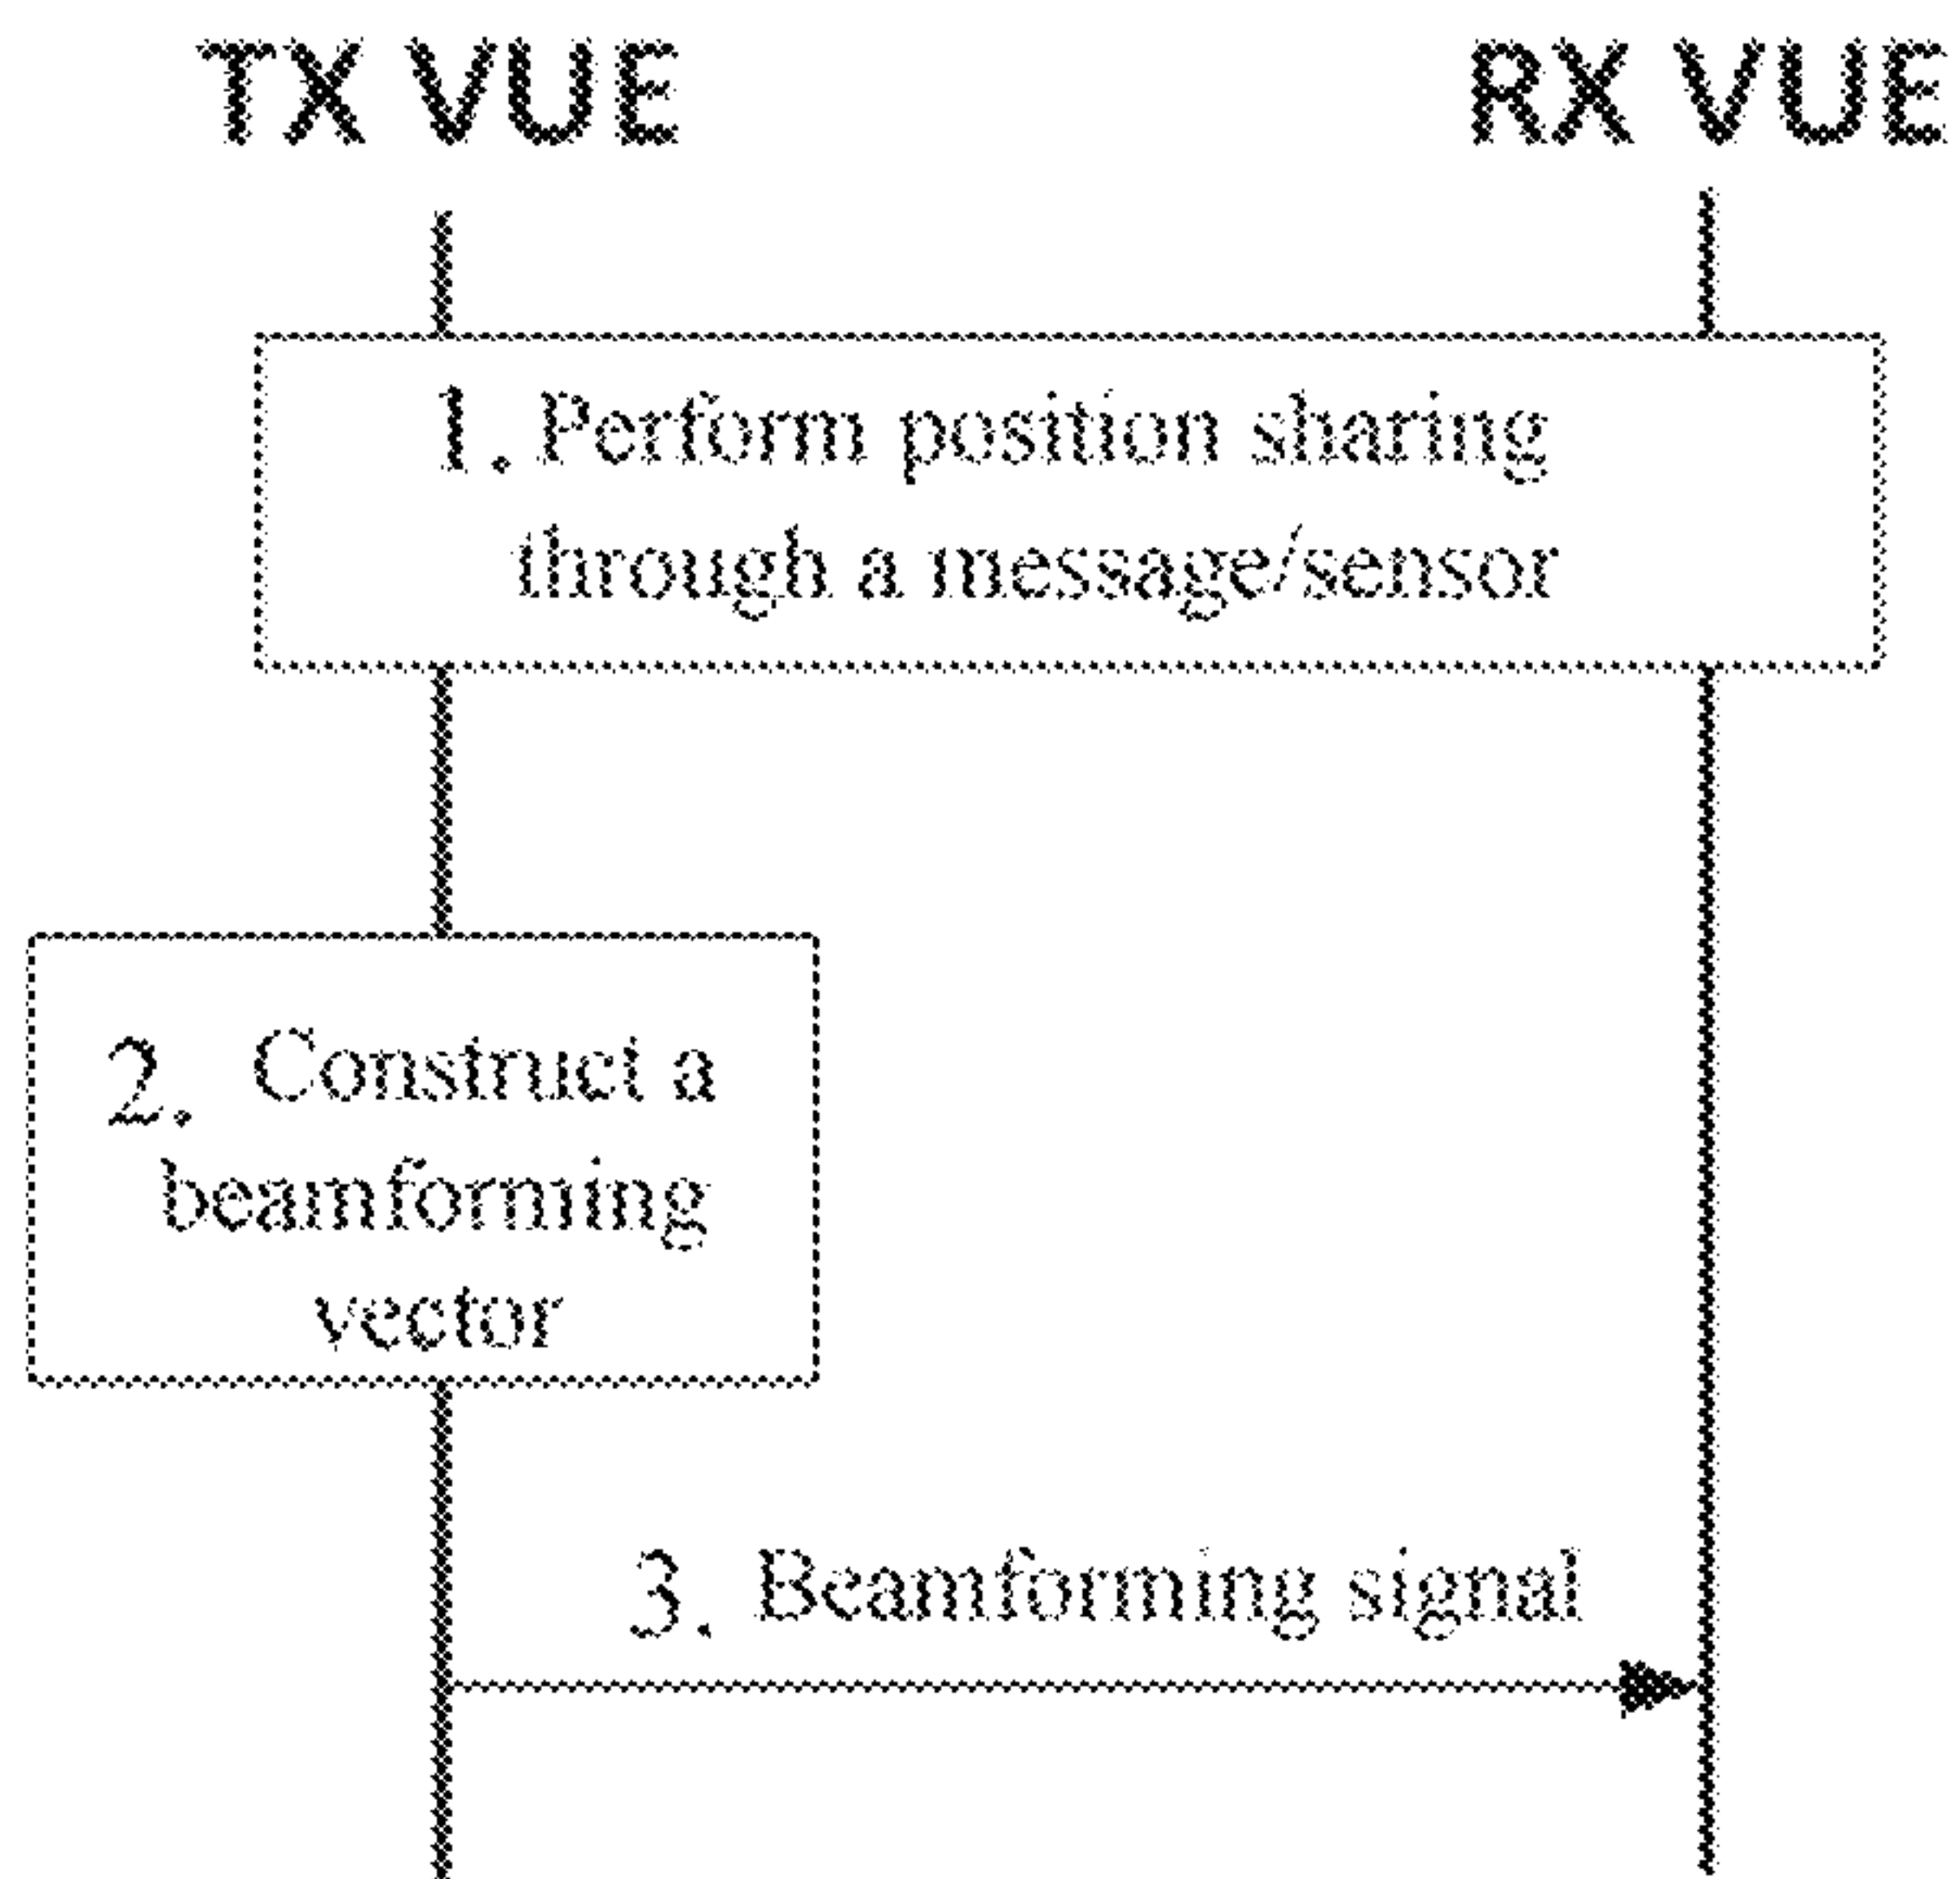 TX VUE RX VUE
1. Perform position sharing
through a message/sensor
2. Construct a
beamforming
vector
3. Beamforming signal